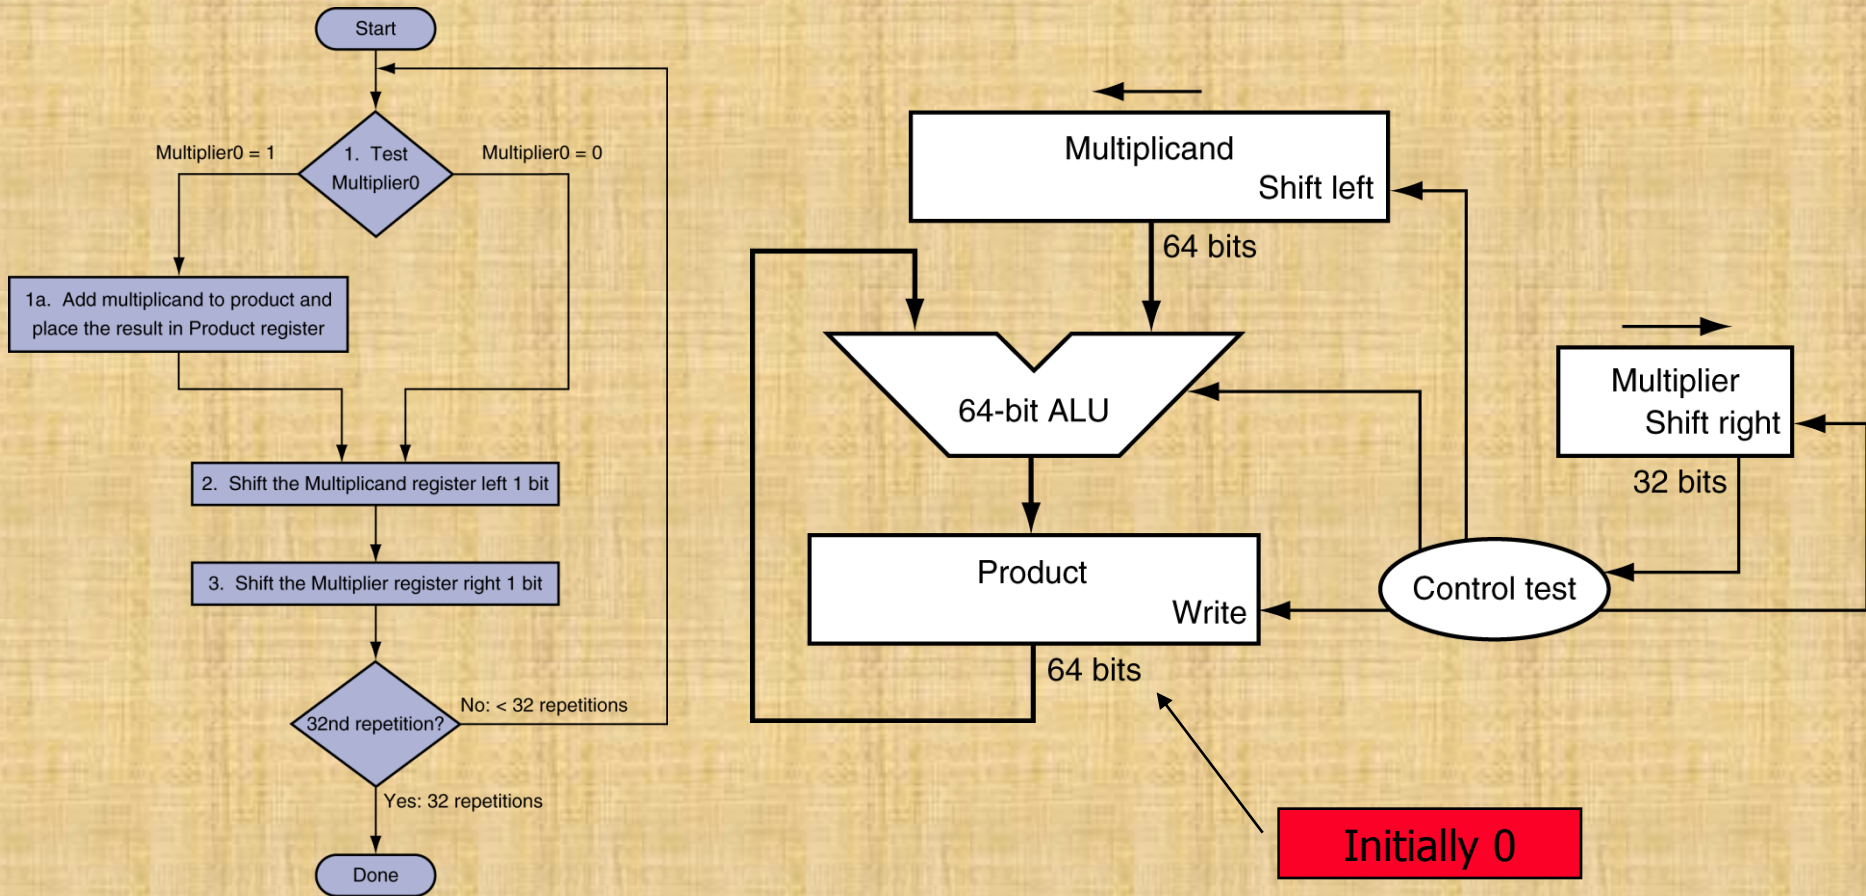 Start
Multiplier0 = 1
1. Test
Multiplier0
Multiplier0 = 0
1a. Add multiplicand to product and
place the result in Product register
2. Shift the Multiplicand register left 1 bit
3. Shift the Multiplier register right 1 bit
32nd repetition?
No: < 32 repetitions
Yes: 32 repetitions
Done
Multiplicand
Shift left
64 bits
64-bit ALU
Multiplier
Shift right
32 bits
Product
Write
Control test
64 bits
Initially 0